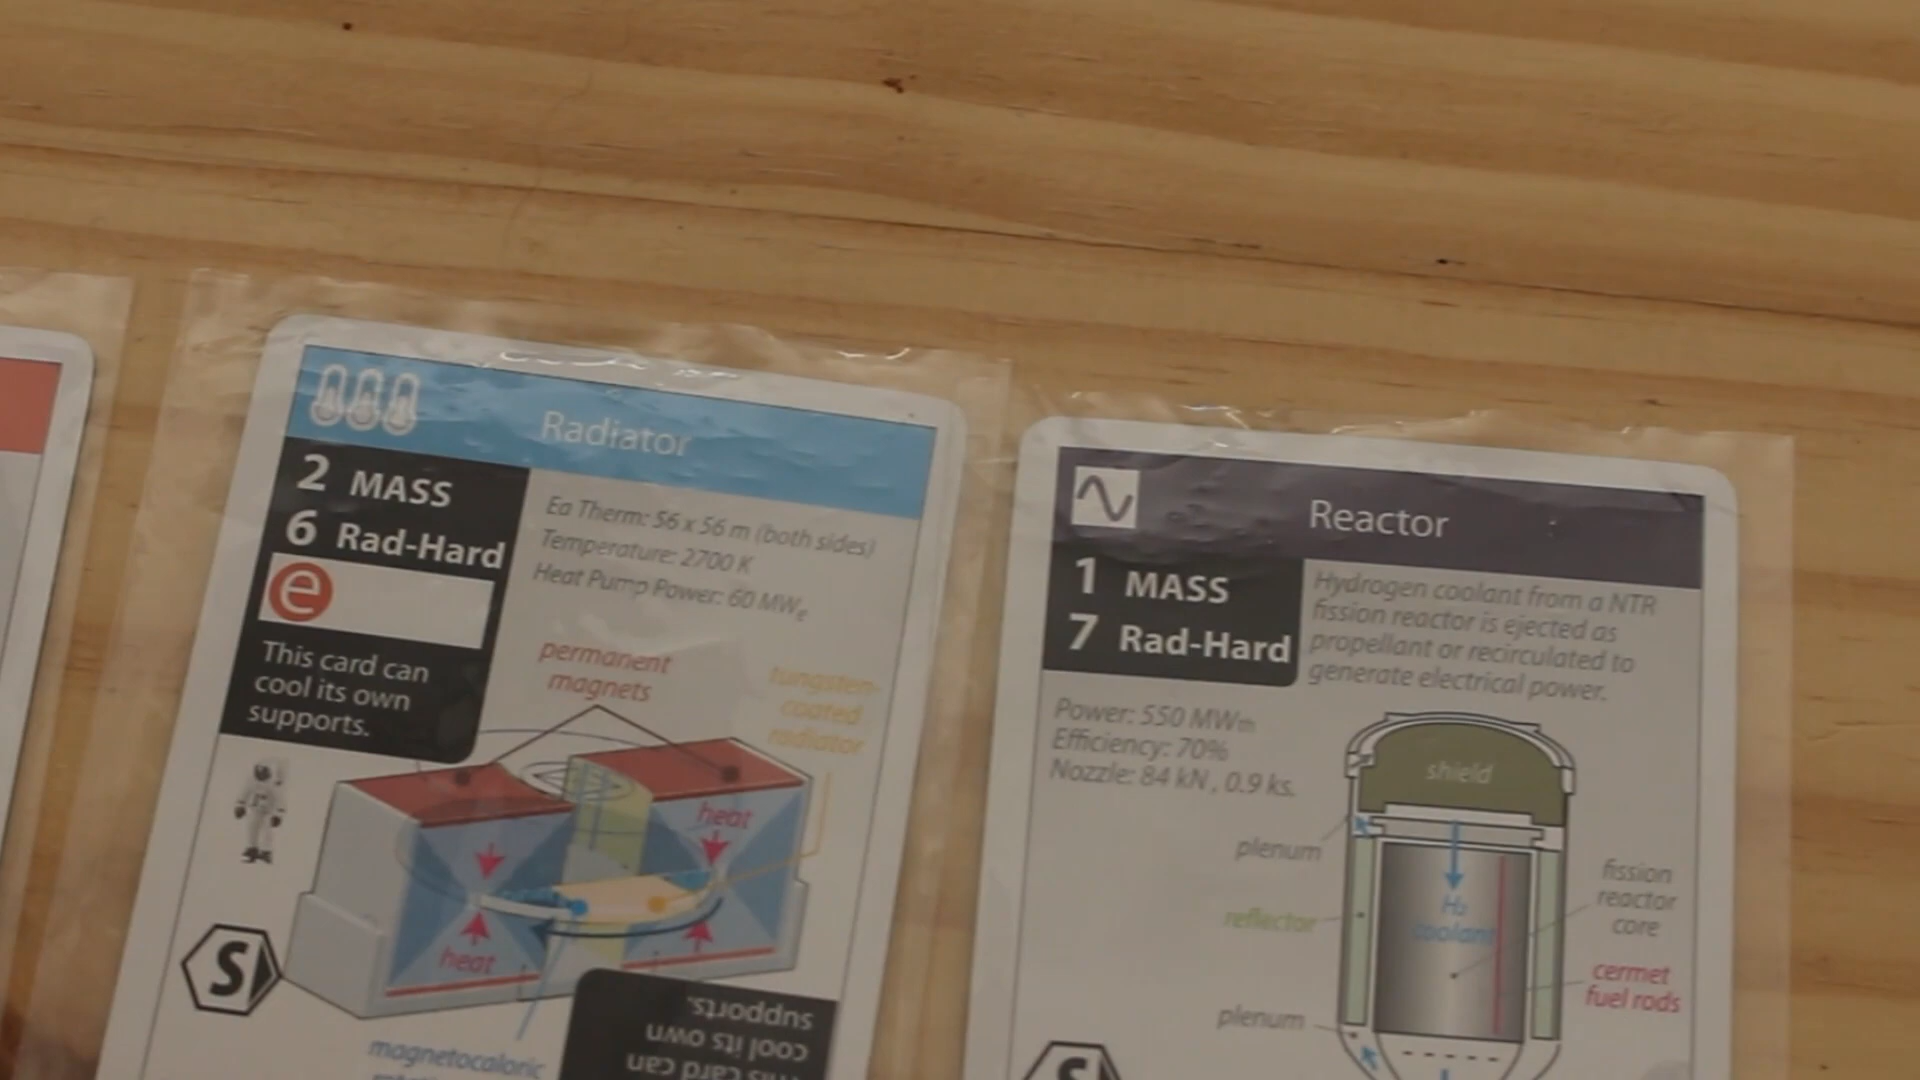 Radiator
2 MASS
6 Rad-Hard
e
This card can
cool its own
supports.
Ea Therm: 56 x 56 m (both sides)
Temperature: 2700 K
Heat Pump Power: 60 MWe
permanent
magnets
tungsten-
coated
radiator
heat
heat
S
magnetocaloric
This card can
cool its own
supports.
Reactor
1 MASS
7 Rad-Hard
Hydrogen coolant from a NTR
fission reactor is ejected as
propellant or recirculated to
generate electrical power.
Power: 550 MWth
Efficiency: 70%
Nozzle: 84 kN, 0.9 ks.
shield
plenum
H₂
coolant
reflector
fission
reactor
core
cermet
fuel rods
plenum
S